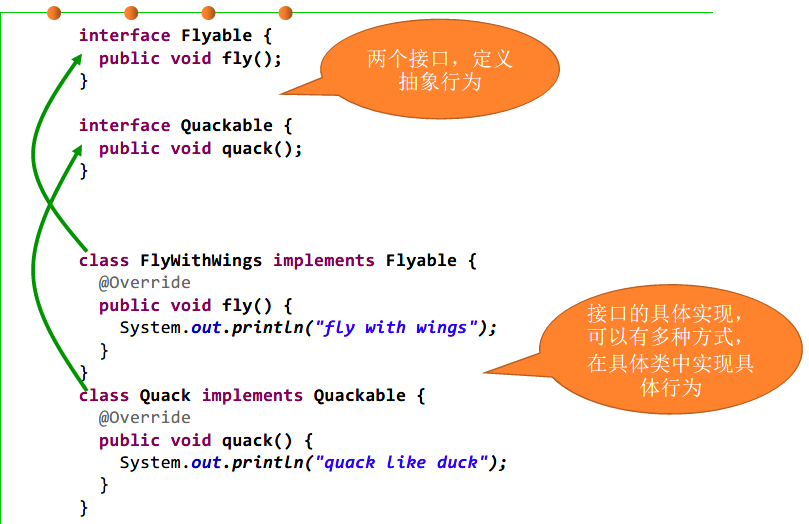 interface Flyable {
public void fly();
}
两个接口，定义
抽象行为
interface Quackable {
public void quack();
}
class FlyWithWings implements Flyable {
@Override
public void fly() {
System.out.println("fly with wings");
}
}
接口的具体实现，
可以有多种方式，
在具体类中实现具
体行为
class Quack implements Quackable {
@Override
public void quack() {
System.out.println("quack like duck");
}
}